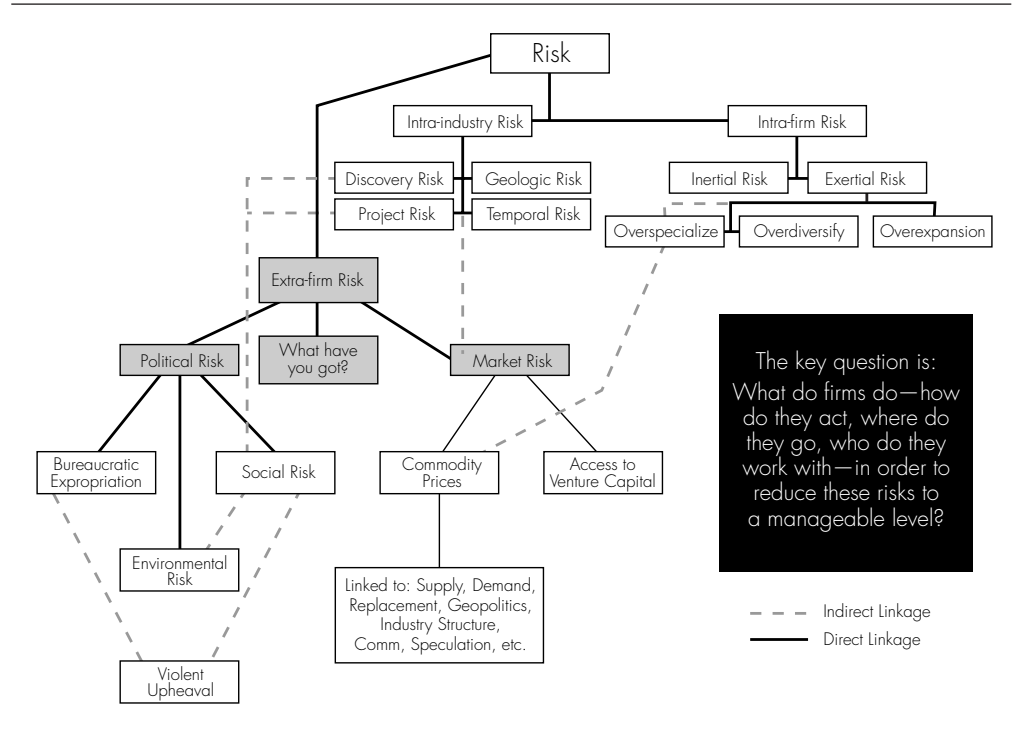 Risk
Intra-industry Risk
Intra-firm Risk
Discovery Risk
Geologic Risk
Inertial Risk
Exertial Risk
Project Risk
Temporal Risk
Overspecialize
Overdiversify
Overexpansion
Extra-firm Risk
Political Risk
What have
you got?
Market Risk
The key question is:
What do firms do—how
do they act, where do
they go, who do they
work with—in order to
reduce these risks to
a manageable level?
Bureaucratic
Expropriation
Social Risk
Commodity
Prices
Access to
Venture Capital
Environmental
Risk
Linked to: Supply, Demand,
Replacement, Geopolitics,
Industry Structure,
Comm, Speculation, etc.
Indirect Linkage
Direct Linkage
Violent
Upheaval